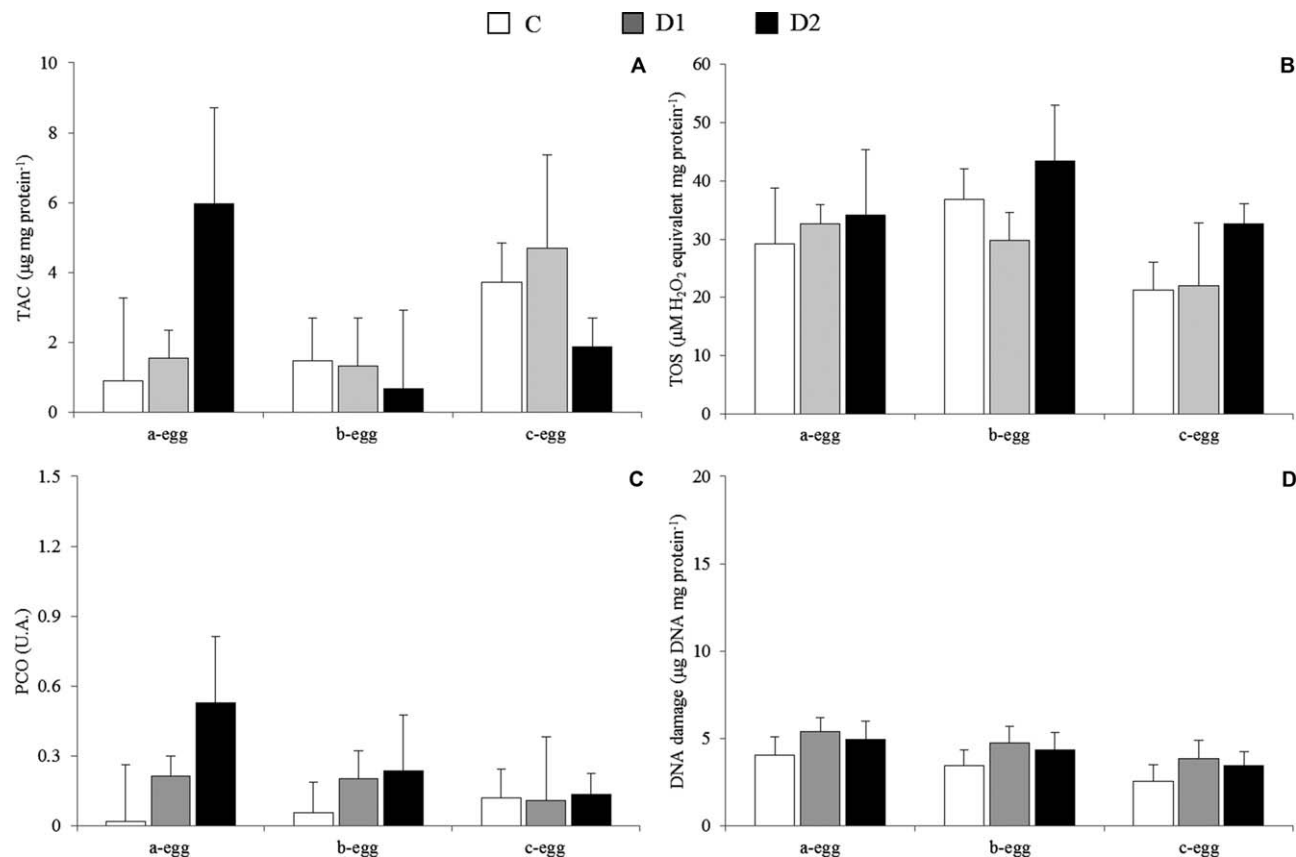 C D1 D2
A
10
8
6
4
2
0
TAC (µg mg protein⁻¹)
a-egg b-egg c-egg
B
60
50
40
30
20
10
0
TOS (µM H₂O₂ equivalent mg protein⁻¹)
a-egg b-egg c-egg
C
1.5
1.2
0.9
0.6
0.3
0
PCO (U.A.)
a-egg b-egg c-egg
D
20
15
10
5
0
DNA damage (µg DNA mg protein⁻¹)
a-egg b-egg c-egg